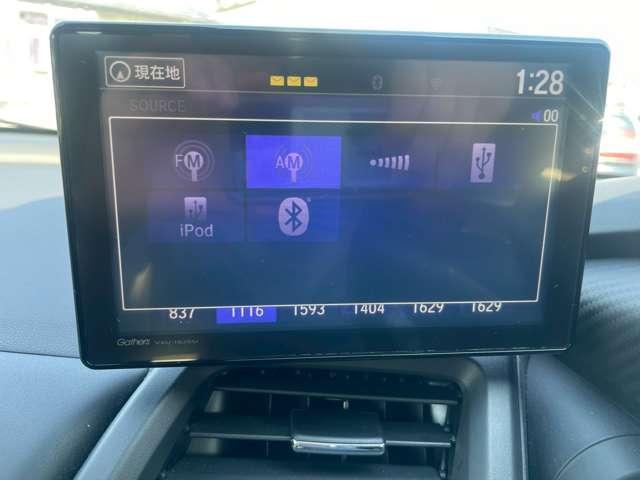 現在地
1:28
SOURCE
00
FM
AM
iPod
837 1116 1593 1404 1629 1629
Gathers